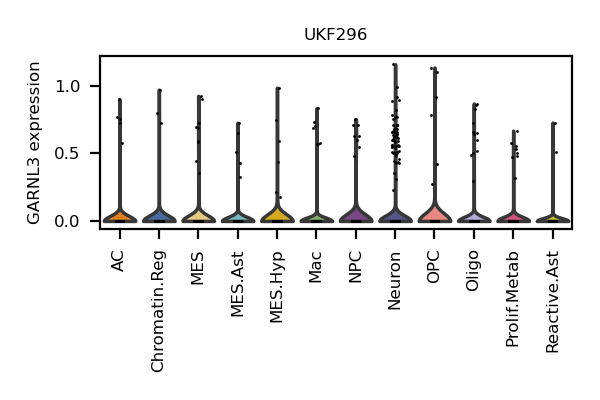 UKF296
GARNL3 expression
1.0
0.5
0.0
AC
Chromatin.Reg
MES
MES.Ast
MES.Hyp
Mac
NPC
Neuron
OPC
Oligo
Prolif.Metab
Reactive.Ast